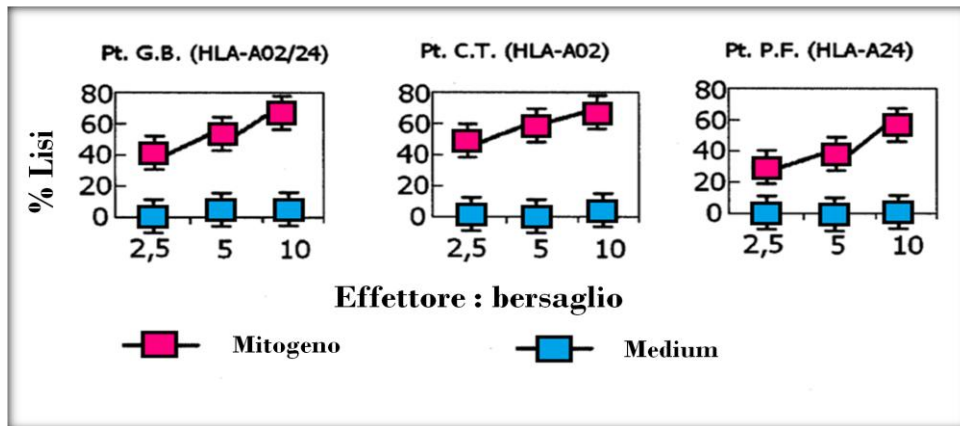 Pt. G.B. (HLA-A02/24) Pt. C.T. (HLA-A02) Pt. P.F. (HLA-A24)
80 80 80
60 60 60
40 40 40
20 20 20
0 0 0
% Lisi
2,5 5 10 2,5 5 10 2,5 5 10
Effettore : bersaglio
Mitogeno Medium